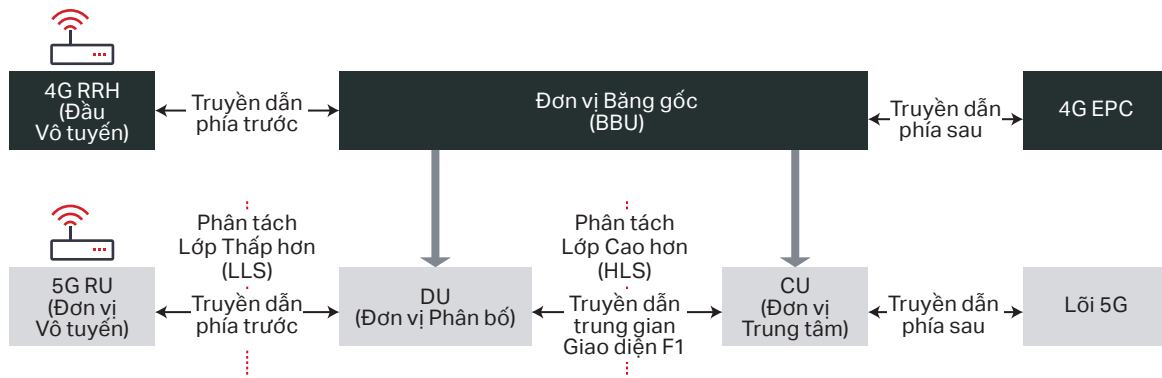 4G RRH
(Đầu
Vô tuyến)
Truyền dẫn
phía trước
Đơn vị Băng gốc
(BBU)
Truyền dẫn
phía sau
4G EPC
Phân tách
Lớp Thấp hơn
(LLS)
Phân tách
Lớp Cao hơn
(HLS)
5G RU
(Đơn vị
Vô tuyến)
Truyền dẫn
phía trước
DU
(Đơn vị Phân bố)
Truyền dẫn
trung gian
Giao diện F1
CU
(Đơn vị
Trung tâm)
Truyền dẫn
phía sau
Lõi 5G